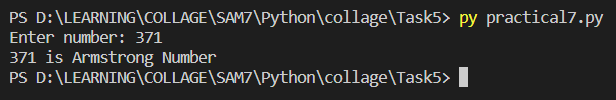 PS D:\LEARNING\COLLAGE\SAM7\Python\collage\Task5> py practical7.py
Enter number: 371
371 is Armstrong Number
PS D:\LEARNING\COLLAGE\SAM7\Python\collage\Task5>